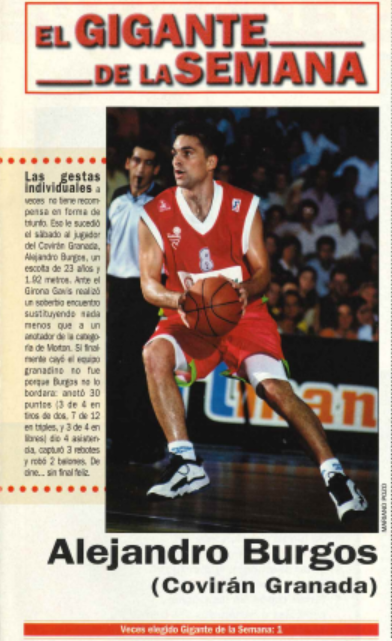 EL GIGANTE
DE LA SEMANA
Las gestas
individuales a
veces no tiene recom-
pensa en forma de
triunfo. Eso le sucedió
el sábado al jugador
del Covirán Granada,
Alejandro Burgos, un
escolta de 23 años y
1.92 metros. Ante el
Girona Gavis realizó
un soberbio encuentro
sustituyendo nada
menos que a un
anotador de la catego-
ría de Morton. Si final-
mente cayó el equipo
granadino no fue
porque Burgos no lo
bordara: anotó 30
puntos (3 de 4 en
tiros de dos, 7 de 12
en triples, y 3 de 4 en
libres) dio 4 asisten-
cia, capturó 3 rebotes
y robó 2 balones. De
cine... sin final feliz.
8
MARIANO POZO
Alejandro Burgos
(Covirán Granada)
Veces elegido Gigante de la Semana: 1